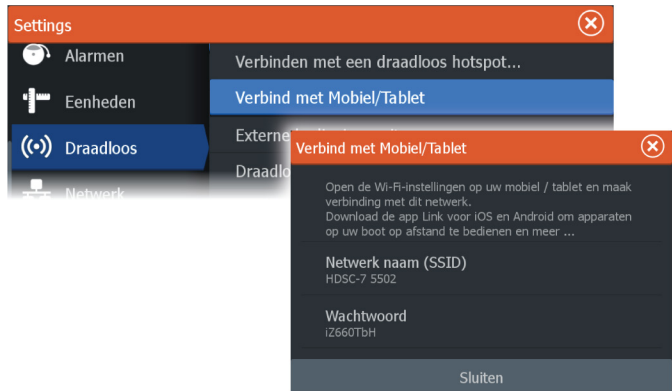 Settings
Alarmen
Eenheden
Draadloos
Netwerk
Verbinden met een draadloos hotspot...
Verbind met Mobiel/Tablet
Verbind met Mobiel/Tablet
Open de Wi-Fi-instellingen op uw mobiel / tablet en maak
verbinding met dit netwerk.
Download de app Link voor iOS en Android om apparaten
op uw boot op afstand te bedienen en meer ...
Netwerk naam (SSID)
HDSC-7 5502
Wachtwoord
iZ660TbH
Sluiten